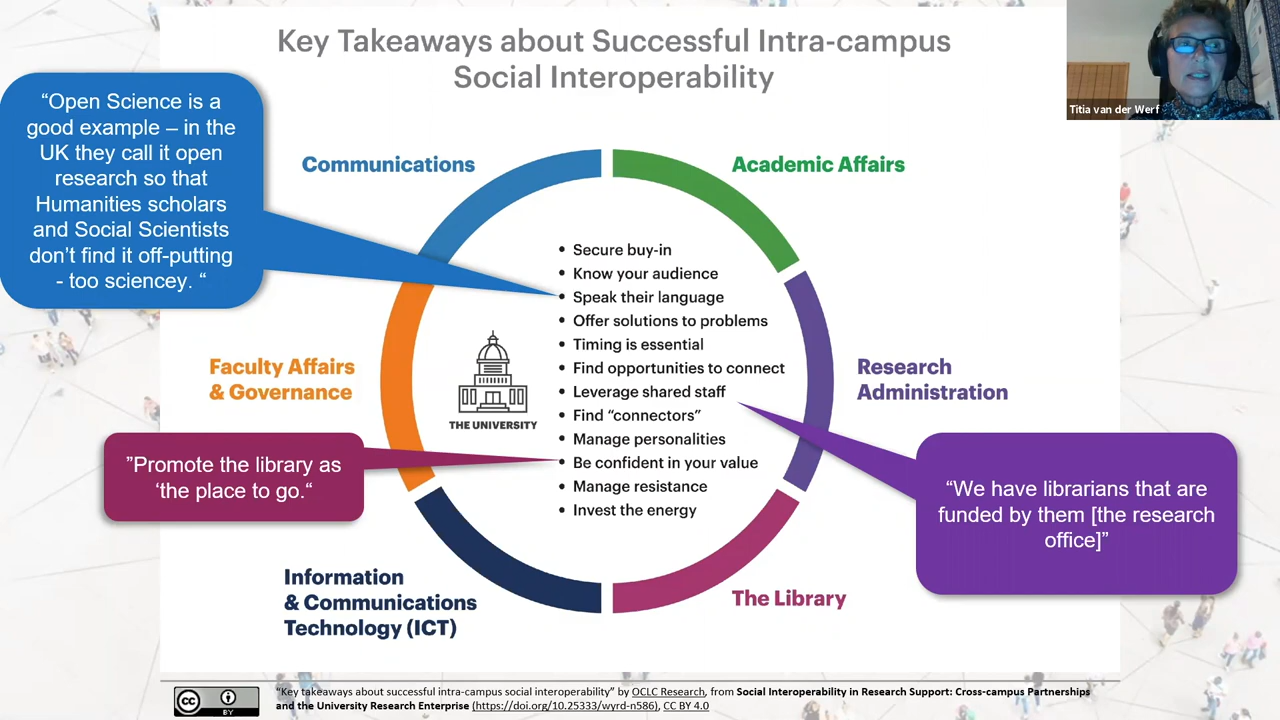 Key Takeaways about Successful Intra-campus
Social Interoperability
Titia van der Werf
“Open Science is a
good example – in the
UK they call it open
research so that
Humanities scholars
and Social Scientists
don’t find it off-putting
- too sciencey. “
Communications
Academic Affairs
• Secure buy-in
• Know your audience
• Speak their language
• Offer solutions to problems
• Timing is essential
• Find opportunities to connect
• Leverage shared staff
• Find “connectors”
• Manage personalities
• Be confident in your value
• Manage resistance
• Invest the energy
Faculty Affairs
& Governance
THE UNIVERSITY
Research
Administration
”Promote the library as
‘the place to go.“
“We have librarians that are
funded by them [the research
office]”
Information
& Communications
Technology (ICT)
The Library
cc
BY
“Key takeaways about successful intra-campus social interoperability” by OCLC Research, from Social Interoperability in Research Support: Cross-campus Partnerships
and the University Research Enterprise (https://doi.org/10.25333/wyrd-n586), CC BY 4.0